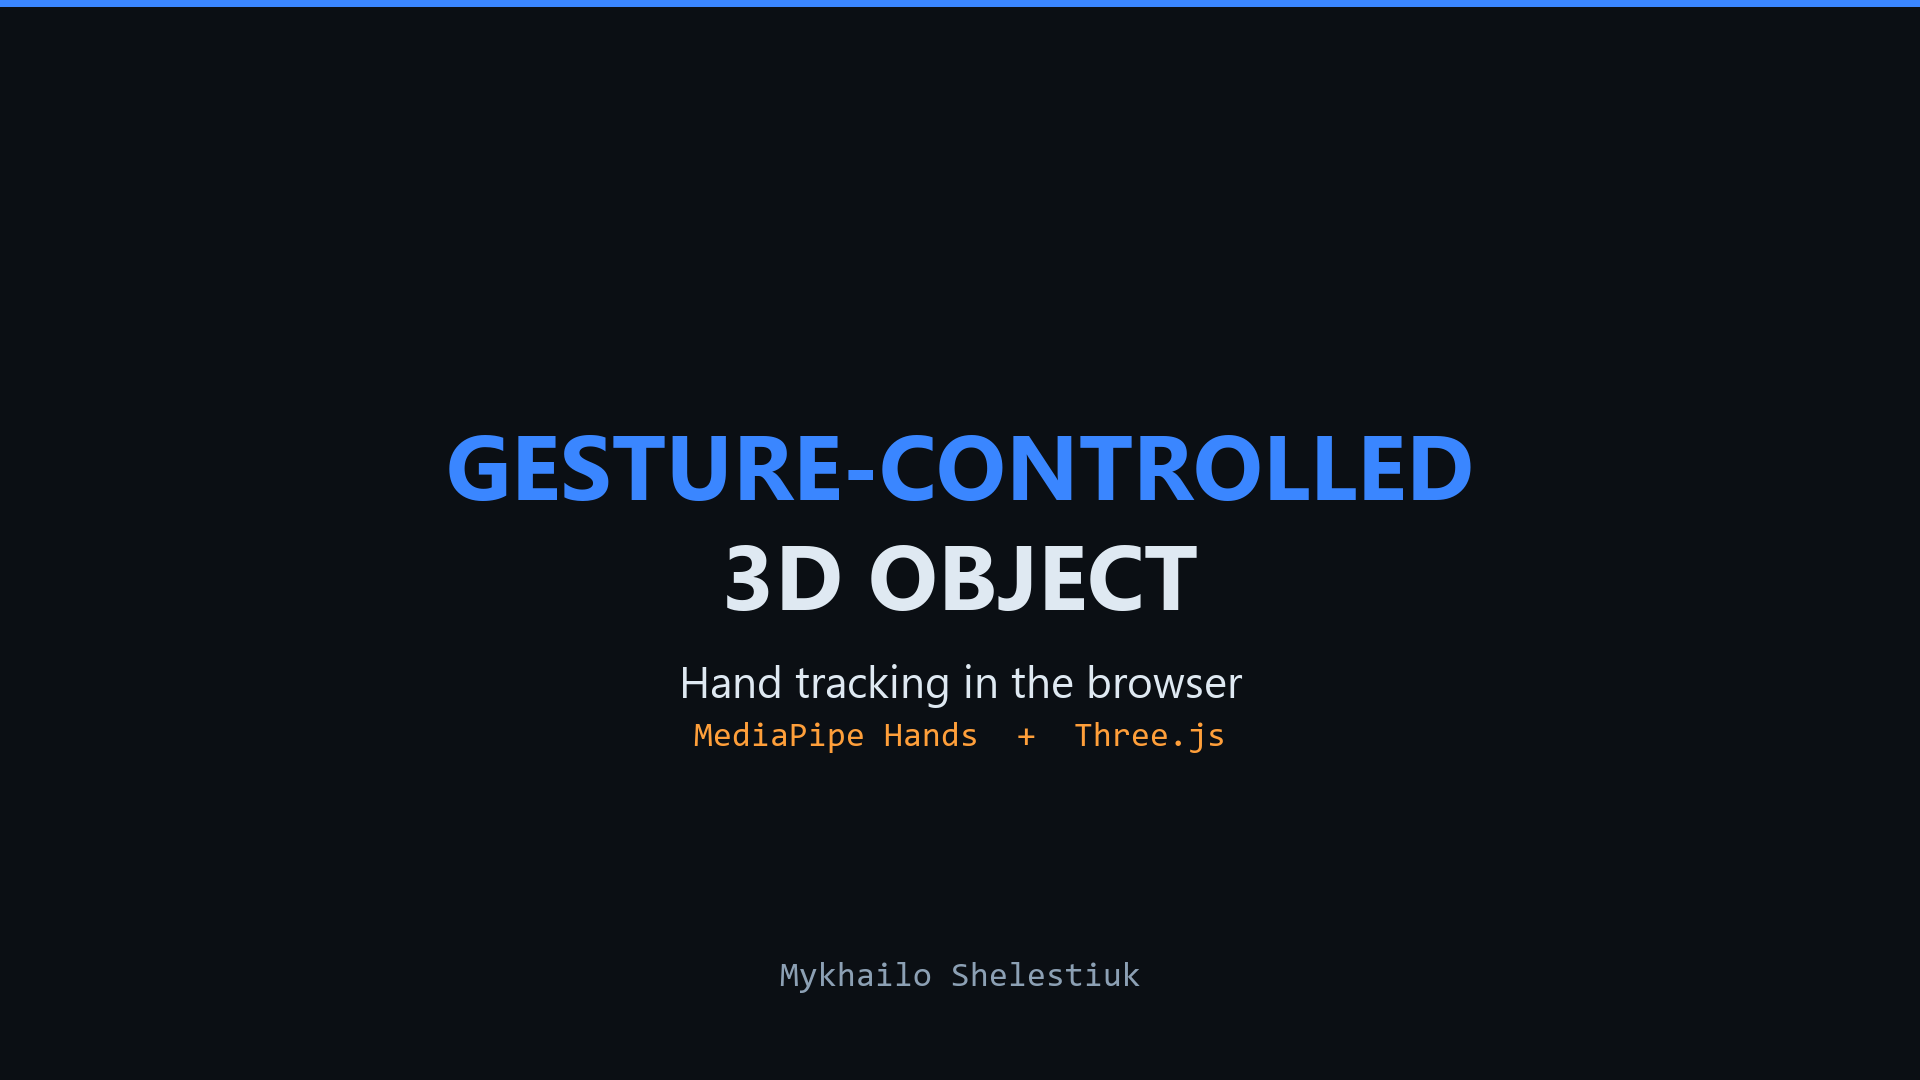 GESTURE-CONTROLLED
3D OBJECT
Hand tracking in the browser
MediaPipe Hands + Three.js
Mykhailo Shelestiuk